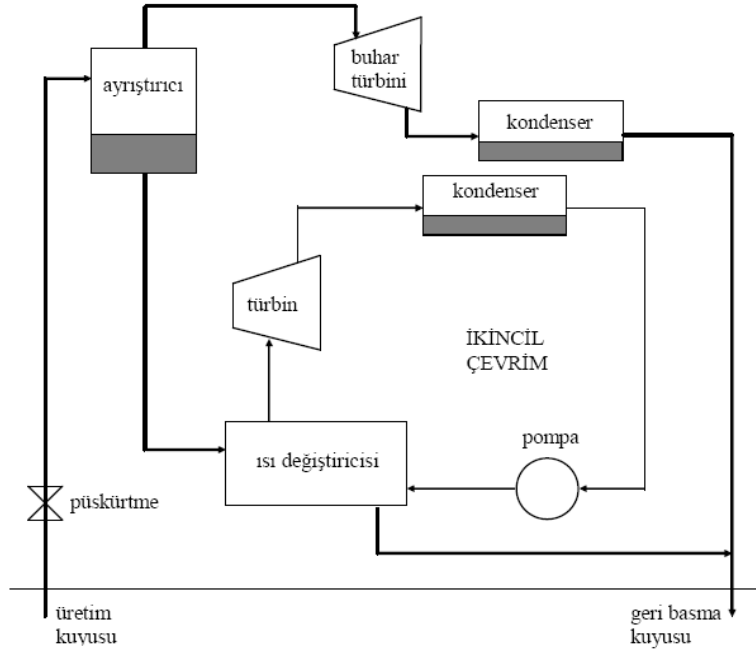 buhar
türbini
ayrıştırıcı
kondenser
kondenser
türbin
İKİNCİL
ÇEVRİM
pompa
ısı değiştiricisi
püskürtme
üretim
kuyusu
geri basma
kuyusu